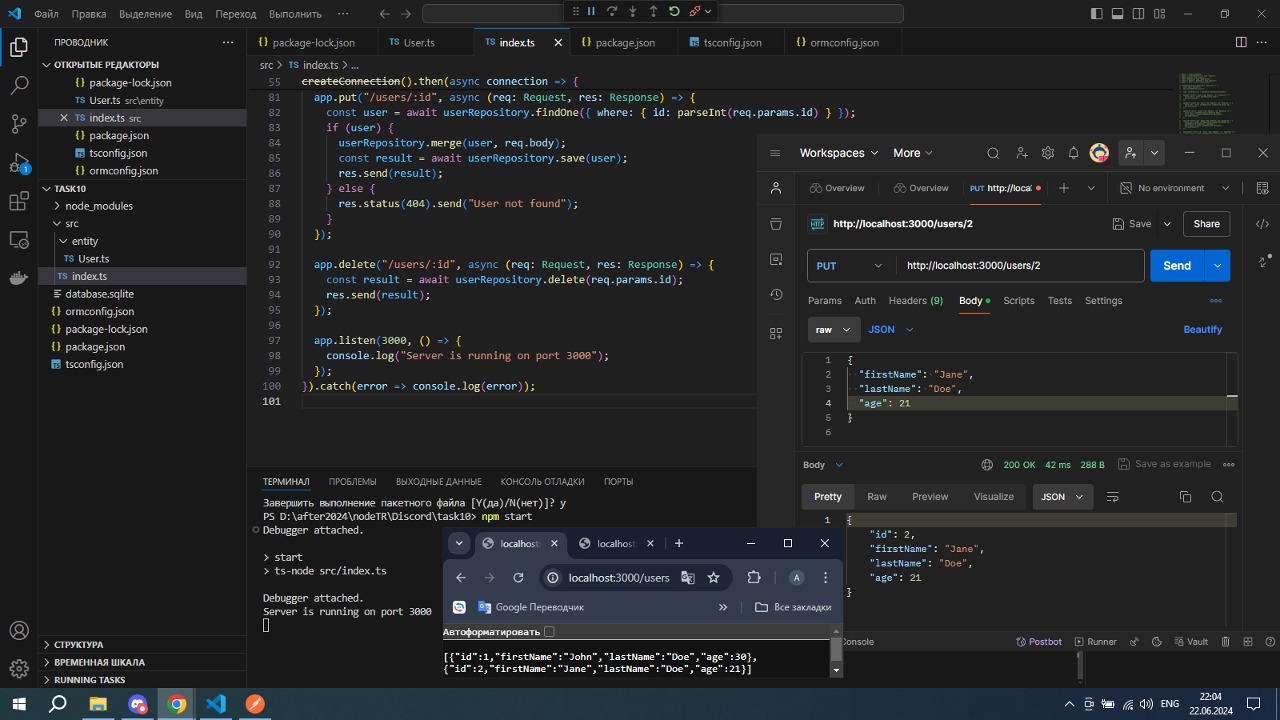 Файл Правка Выделение Вид Переход Выполнить ···
ПРОВОДНИК ···
ОТКРЫТЫЕ РЕДАКТОРЫ
package-lock.json
User.ts src\entity
index.ts src
package.json
tsconfig.json
ormconfig.json
TASK10
node_modules
src
entity
User.ts
index.ts
database.sqlite
ormconfig.json
package-lock.json
package.json
tsconfig.json
СТРУКТУРА
ВРЕМЕННАЯ ШКАЛА
RUNNING TASKS
1
package-lock.json User.ts index.ts package.json tsconfig.json ormconfig.json
src > index.ts > ...
55 createConnection().then(async connection => {
81 app.put("/users/:id", async (req: Request, res: Response) => {
82 const user = await userRepository.findOne({ where: { id: parseInt(req.params.id) } });
83 if (user) {
84 userRepository.merge(user, req.body);
85 const result = await userRepository.save(user);
86 res.send(result);
87 } else {
88 res.status(404).send("User not found");
89 }
90 });
91
92 app.delete("/users/:id", async (req: Request, res: Response) => {
93 const result = await userRepository.delete(req.params.id);
94 res.send(result);
95 });
96
97 app.listen(3000, () => {
98 console.log("Server is running on port 3000");
99 });
100 }).catch(error => console.log(error));
101
ТЕРМИНАЛ ПРОБЛЕМЫ ВЫХОДНЫЕ ДАННЫЕ КОНСОЛЬ ОТЛАДКИ ПОРТЫ
Завершить выполнение пакетного файла [Y(да)/N(нет)]? y
PS D:\after2024\nodeTR\Discord\task10> npm start
Debugger attached.
> start
> ts-node src/index.ts
Debugger attached.
Server is running on port 3000
Workspaces More
Overview Overview PUT http://local No environment
HTTP http://localhost:3000/users/2 Save Share
PUT http://localhost:3000/users/2 Send
Params Auth Headers (9) Body Scripts Tests Settings
raw JSON Beautify
1 {
2 "firstName": "Jane",
3 "lastName": "Doe",
4 "age": 21
5 }
6
Body 200 OK 42 ms 288 B Save as example
Pretty Raw Preview Visualize JSON
1 {
"id": 2,
"firstName": "Jane",
"lastName": "Doe",
"age": 21
}
Console Postbot Runner Vault
localhost: localhost:
localhost:3000/users A
Google Переводчик » Все закладки
Автоформатировать
[{"id":1,"firstName":"John","lastName":"Doe","age":30},
{"id":2,"firstName":"Jane","lastName":"Doe","age":21}]
ENG 22:04
22.06.2024